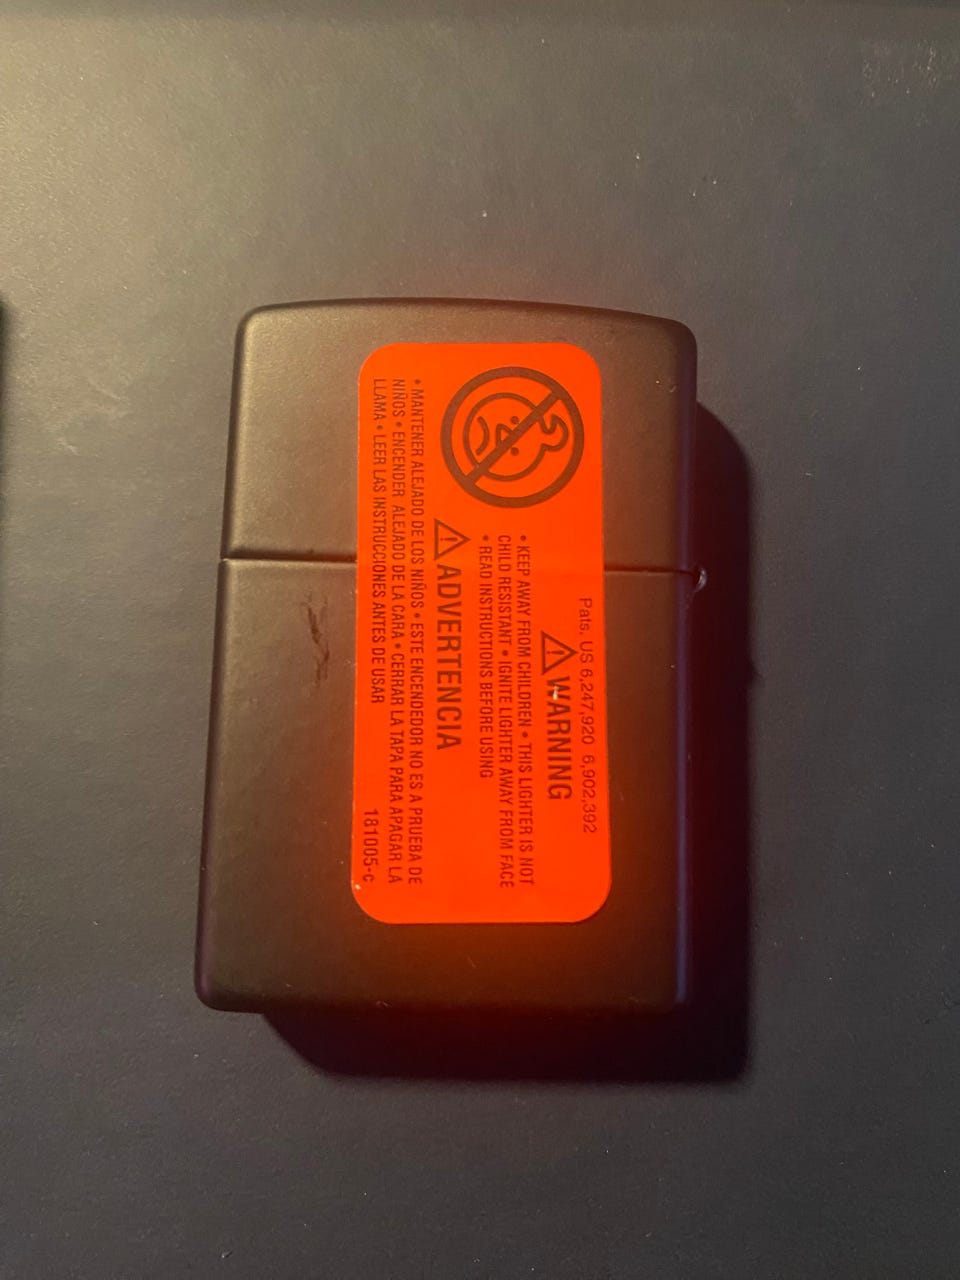 Pats. US 6,247,920 6,902,392
⚠WARNING
• KEEP AWAY FROM CHILDREN • THIS LIGHTER IS NOT
CHILD RESISTANT • IGNITE LIGHTER AWAY FROM FACE
• READ INSTRUCTIONS BEFORE USING
⚠ADVERTENCIA
• MANTENER ALEJADO DE LOS NIÑOS • ESTE ENCENDEDOR NO ES A PRUEBA DE
NIÑOS • ENCENDER ALEJADO DE LA CARA • CERRAR LA TAPA PARA APAGAR LA
LLAMA • LEER LAS INSTRUCCIONES ANTES DE USAR
181005-c